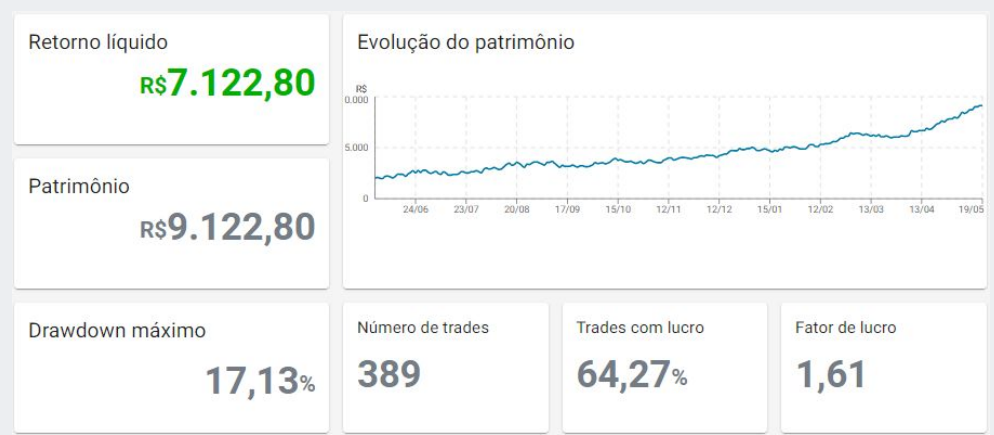 Retorno líquido
R$7.122,80
Patrimônio
R$9.122,80
Drawdown máximo
17,13%
Evolução do patrimônio
R$
0.000
5.000
0
24/06 23/07 20/08 17/09 15/10 12/11 12/12 15/01 12/02 13/03 13/04 19/05
Número de trades
389
Trades com lucro
64,27%
Fator de lucro
1,61